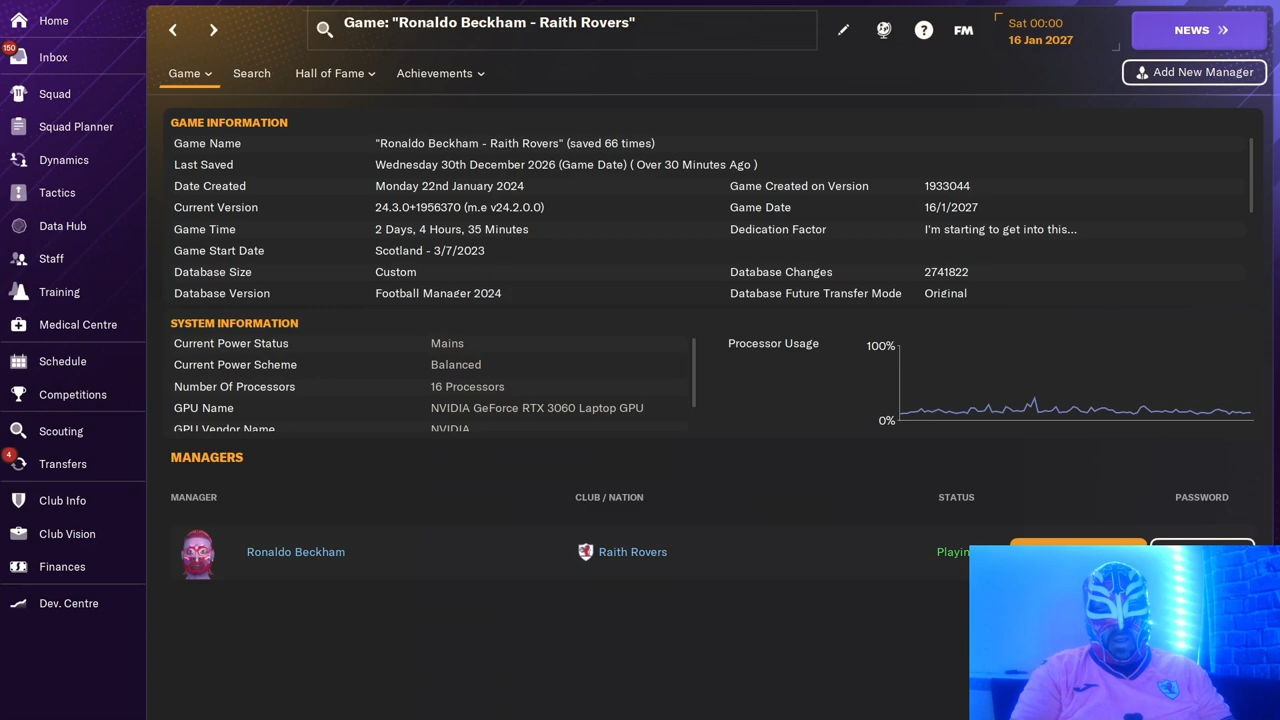 Home
150
Inbox
Squad
Squad Planner
Dynamics
Tactics
Data Hub
Staff
Training
Medical Centre
Schedule
Competitions
Scouting
4
Transfers
Club Info
Club Vision
Finances
Dev. Centre
Game: "Ronaldo Beckham - Raith Rovers"
?
FM
Sat 00:00
16 Jan 2027
NEWS
Game
Search
Hall of Fame
Achievements
Add New Manager
GAME INFORMATION
Game Name "Ronaldo Beckham - Raith Rovers" (saved 66 times)
Last Saved Wednesday 30th December 2026 (Game Date) ( Over 30 Minutes Ago )
Date Created Monday 22nd January 2024 Game Created on Version 1933044
Current Version 24.3.0+1956370 (m.e v24.2.0.0) Game Date 16/1/2027
Game Time 2 Days, 4 Hours, 35 Minutes Dedication Factor I'm starting to get into this...
Game Start Date Scotland - 3/7/2023
Database Size Custom Database Changes 2741822
Database Version Football Manager 2024 Database Future Transfer Mode Original
SYSTEM INFORMATION
Current Power Status Mains
Current Power Scheme Balanced
Number Of Processors 16 Processors
GPU Name NVIDIA GeForce RTX 3060 Laptop GPU
GPU Vendor Name NVIDIA
Processor Usage
100%
0%
MANAGERS
MANAGER CLUB / NATION STATUS PASSWORD
Ronaldo Beckham Raith Rovers Playin